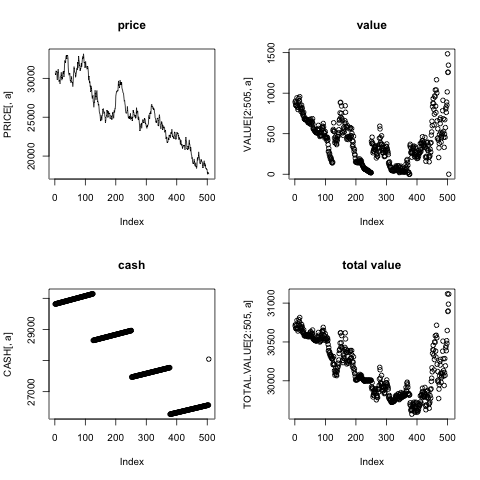 price
PRICE[, a]
20000 25000 30000
0 100 200 300 400 500
Index
value
VALUE[2:505, a]
0 500 1000 1500
0 100 200 300 400 500
Index
cash
CASH[, a]
27000 29000
0 100 200 300 400 500
Index
total value
TOTAL.VALUE[2:505, a]
30000 30500 31000
0 100 200 300 400 500
Index